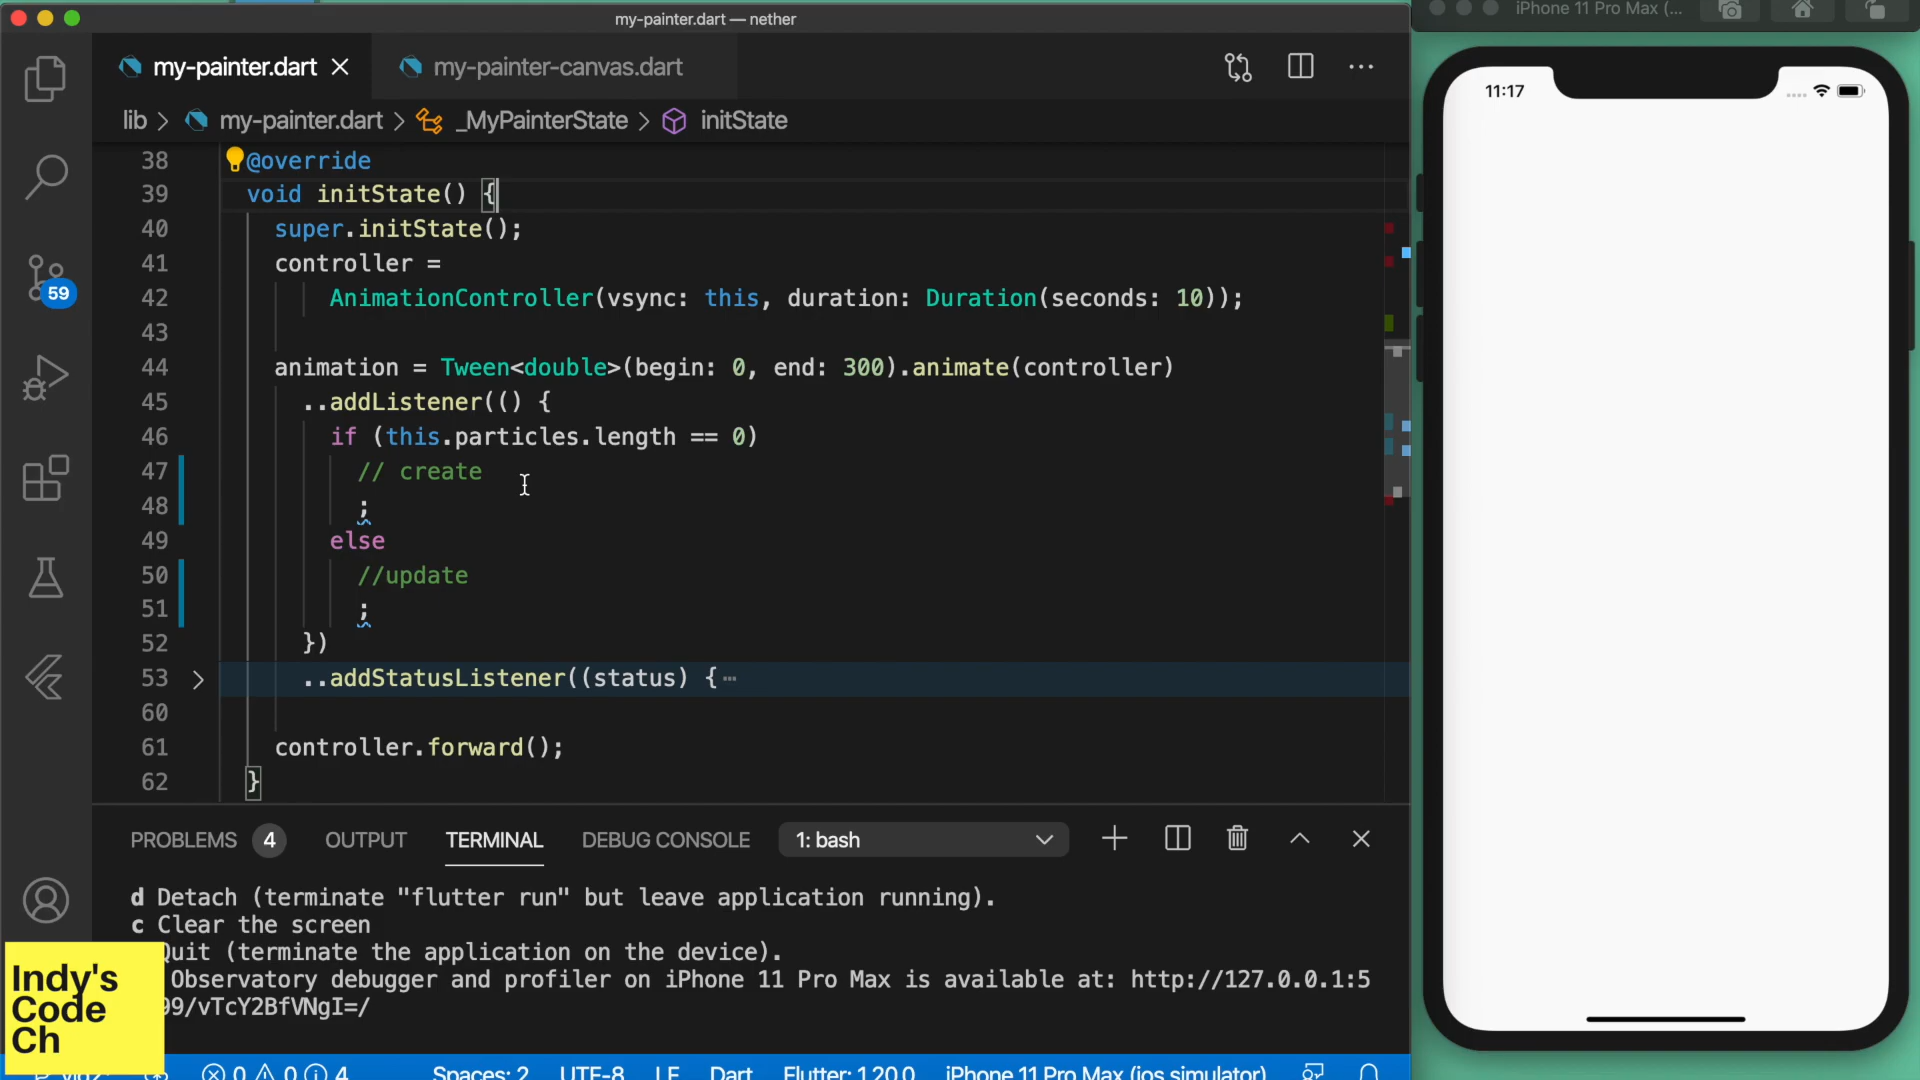 my-painter.dart — nether
iPhone 11 Pro Max (...
my-painter.dart
my-painter-canvas.dart
lib > my-painter.dart > _MyPainterState > initState
11:17
38 @override
39 void initState() {
40 super.initState();
41 controller =
42 AnimationController(vsync: this, duration: Duration(seconds: 10));
43
44 animation = Tween<double>(begin: 0, end: 300).animate(controller)
45 ..addListener(() {
46 if (this.particles.length == 0)
47 // create
48 ;
49 else
50 //update
51 ;
52 })
53 ..addStatusListener((status) {…
60
61 controller.forward();
62 }
59
PROBLEMS 4 OUTPUT TERMINAL DEBUG CONSOLE 1: bash
d Detach (terminate "flutter run" but leave application running).
c Clear the screen
Quit (terminate the application on the device).
Observatory debugger and profiler on iPhone 11 Pro Max is available at: http://127.0.0.1:5
99/vTcY2BfVNgI=/
Indy's
Code
Ch
0 0 4 Spaces: 2 UTF-8 LF Dart Flutter: 1.20.0 iPhone 11 Pro Max (ios simulator)